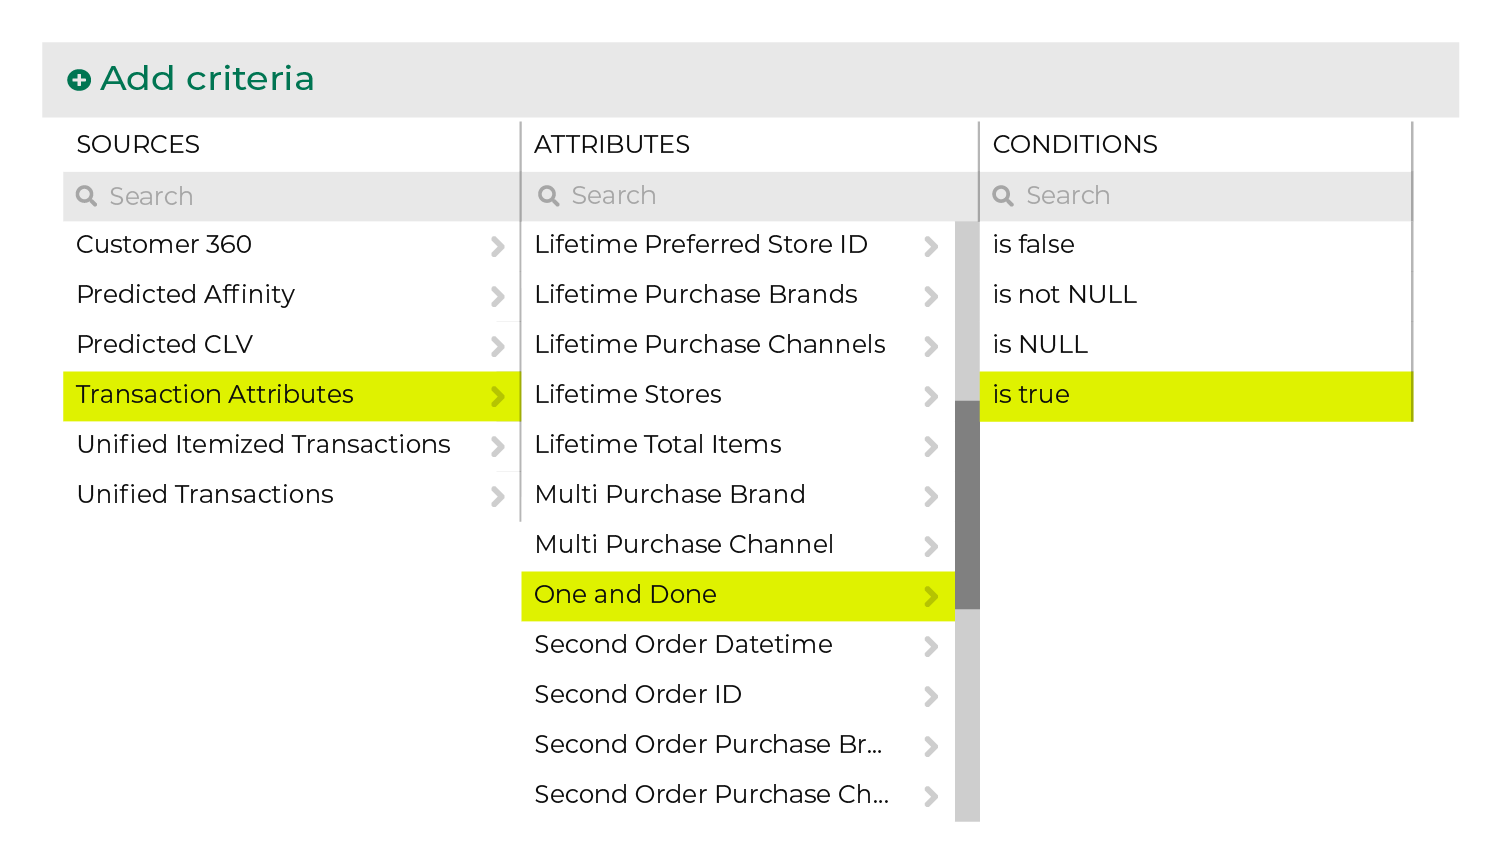 Add criteria
SOURCES
Search
Customer 360
Predicted Affinity
Predicted CLV
Transaction Attributes
Unified Itemized Transactions
Unified Transactions
ATTRIBUTES
Search
Lifetime Preferred Store ID
Lifetime Purchase Brands
Lifetime Purchase Channels
Lifetime Stores
Lifetime Total Items
Multi Purchase Brand
Multi Purchase Channel
One and Done
Second Order Datetime
Second Order ID
Second Order Purchase Br...
Second Order Purchase Ch...
CONDITIONS
Search
is false
is not NULL
is NULL
is true